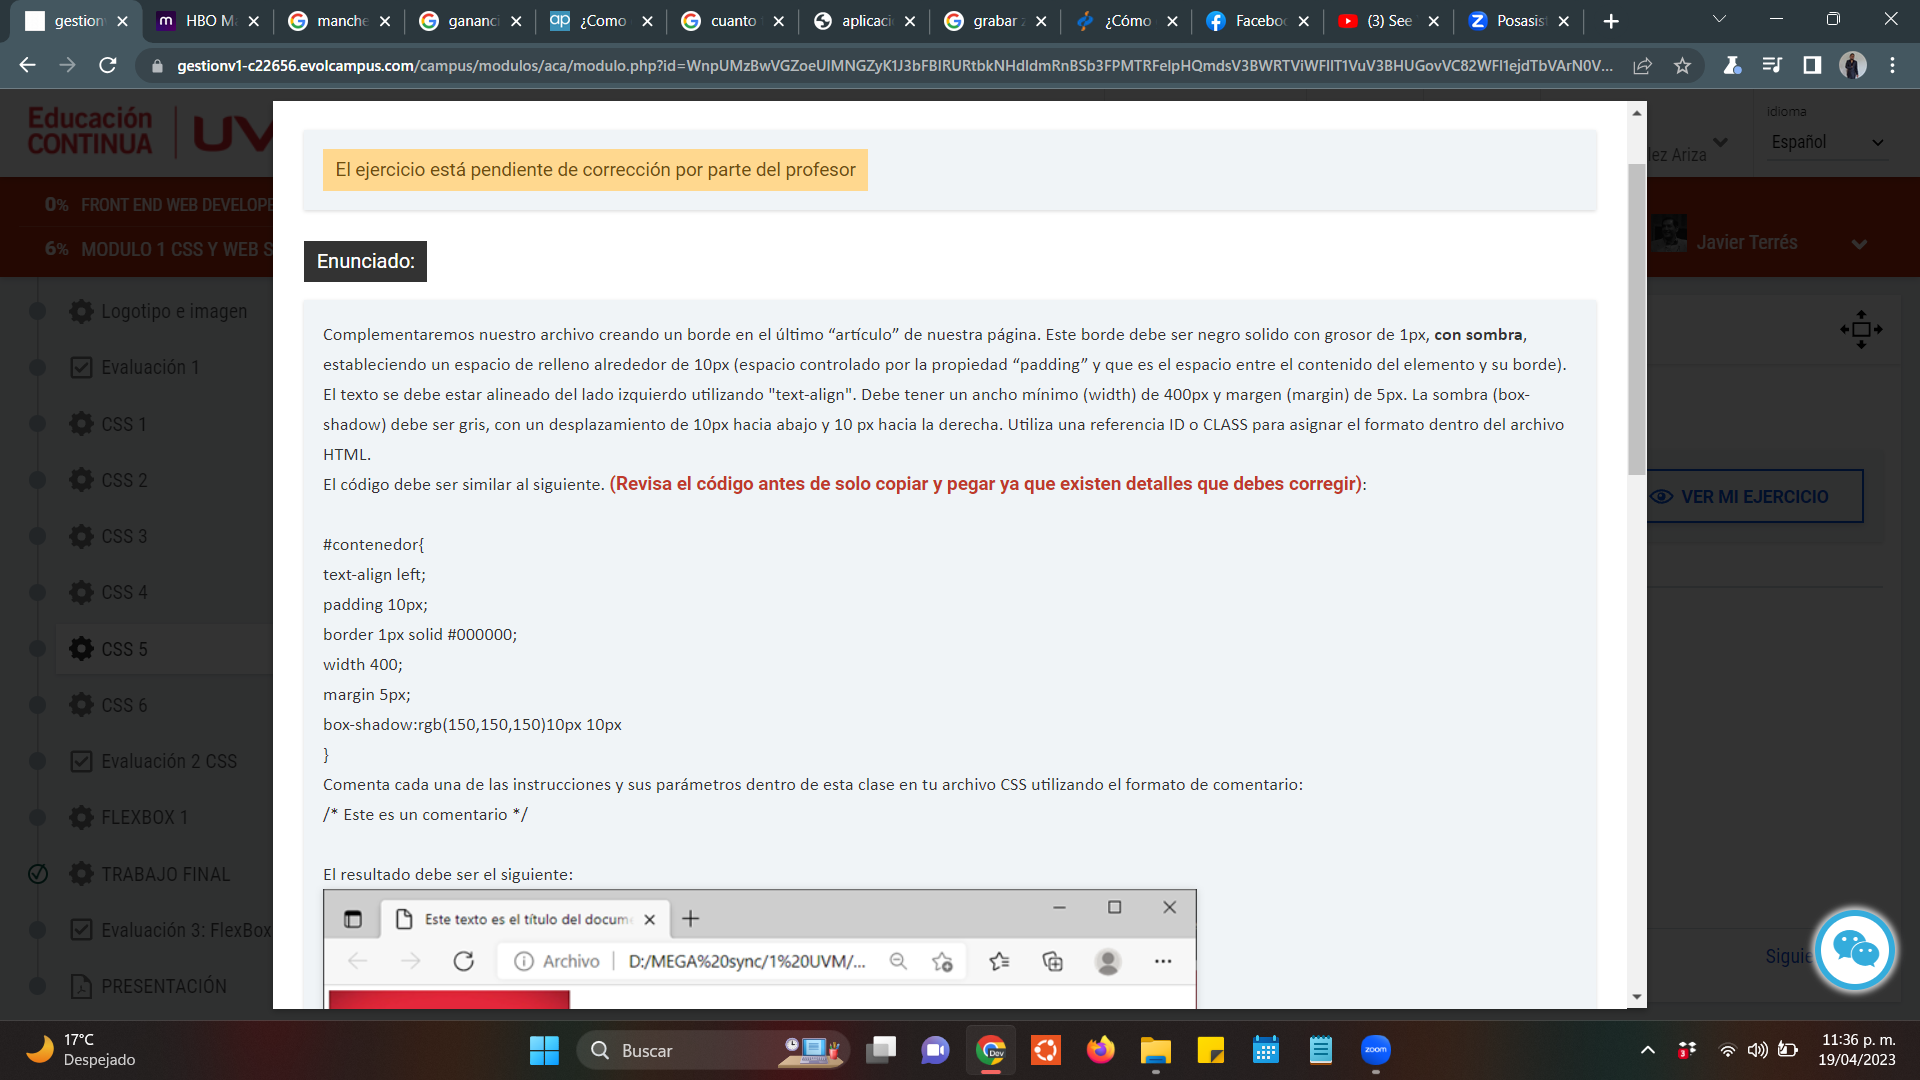 gestion
HBO M
manche
gananci
¿Como
cuanto
aplicaci
grabar
¿Cómo
Facebo
(3) See
Posasis
gestionv1-c22656.evolcampus.com/campus/modulos/aca/modulo.php?id=
Educación
CONTINUA
UV
idioma
Español
lez Ariza
0% FRONT END WEB DEVELOPE
6% MODULO 1 CSS Y WEB S
Javier Terrés
Logotipo e imagen
Evaluación 1
CSS 1
CSS 2
CSS 3
CSS 4
CSS 5
CSS 6
Evaluación 2 CSS
FLEXBOX 1
TRABAJO FINAL
Evaluación 3: FlexBox
PRESENTACIÓN
El ejercicio está pendiente de corrección por parte del profesor
Enunciado:
Complementaremos nuestro archivo creando un borde en el último “artículo” de nuestra página. Este borde debe ser negro solido con grosor de 1px, con sombra,
estableciendo un espacio de relleno alrededor de 10px (espacio controlado por la propiedad “padding” y que es el espacio entre el contenido del elemento y su borde).
El texto se debe estar alineado del lado izquierdo utilizando "text-align". Debe tener un ancho mínimo (width) de 400px y margen (margin) de 5px. La sombra (box-
shadow) debe ser gris, con un desplazamiento de 10px hacia abajo y 10 px hacia la derecha. Utiliza una referencia ID o CLASS para asignar el formato dentro del archivo
HTML.
El código debe ser similar al siguiente. (Revisa el código antes de solo copiar y pegar ya que existen detalles que debes corregir):
#contenedor{
text-align left;
padding 10px;
border 1px solid #000000;
width 400;
margin 5px;
box-shadow:rgb(150,150,150)10px 10px
}
Comenta cada una de las instrucciones y sus parámetros dentro de esta clase en tu archivo CSS utilizando el formato de comentario:
/* Este es un comentario */
El resultado debe ser el siguiente:
Este texto es el título del docum
Archivo
D:/MEGA%20sync/1%20UVM/...
VER MI EJERCICIO
Siguie
17°C
Despejado
Buscar
Dev
zoom
3
11:36 p. m.
19/04/2023